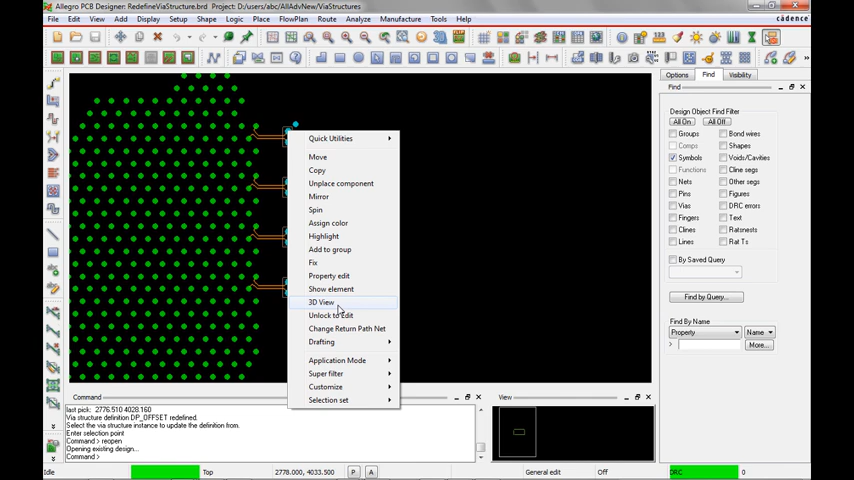 Allegro PCB Designer: RedefineViaStructure.brd  Project: D:/users/abc/AllAdvNew/ViaStructures
File Edit View Add Display Setup Shape Logic Place FlowPlan Route Analyze Manufacture Tools Help
cādence
Options Find Visibility
Find
Design Object Find Filter
All On All Off
Groups Bond wires
Comps Shapes
Symbols Voids/Cavities
Functions Cline segs
Nets Other segs
Pins Figures
Vias DRC errors
Fingers Text
Clines Ratsnests
Lines Rat Ts
By Saved Query
Find by Query...
Find By Name
Property Name
> More...
Quick Utilities
Move
Copy
Unplace component
Mirror
Spin
Assign color
Highlight
Add to group
Fix
Property edit
Show element
3D View
Unlock to Edit
Change Return Path Net
Drafting
Application Mode
Super filter
Customize
Selection set
Command
last pick: 2776.510 4028.160
Via structure definition DP_OFFSET redefined.
Select the via structure instance to update the definition from.
Enter selection point
Command > reopen
Opening existing design...
Command >
View
Idle Top 2778.000, 4033.500 P A General edit Off DRC 0